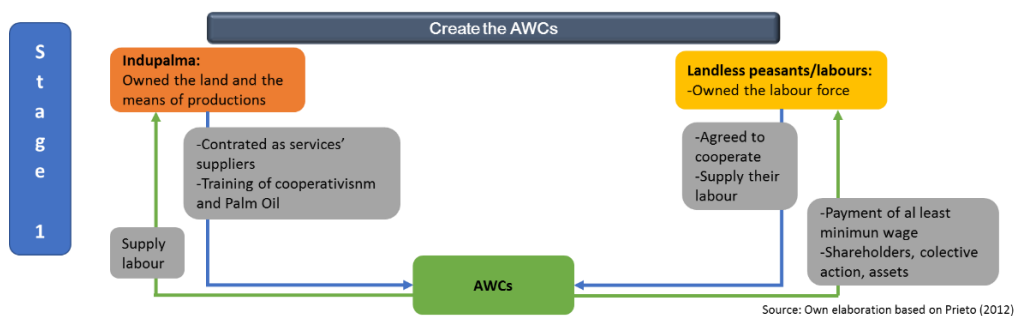 Stage 1
Create the AWCs
Indupalma:
Owned the land and the
means of productions
Landless peasants/labours:
-Owned the labour force
-Contrated as services’
suppliers
-Training of cooperativisnm
and Palm Oil
-Agreed to
cooperate
-Supply their
labour
Supply
labour
-Payment of al least
minimun wage
-Shareholders, colective
action, assets
AWCs
Source: Own elaboration based on Prieto (2012)